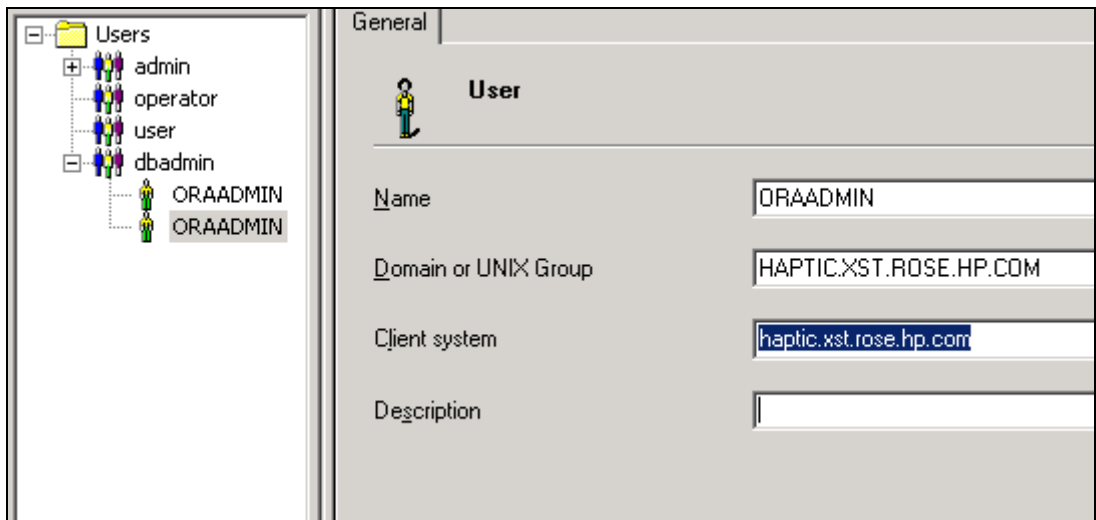 Users
admin
operator
user
dbadmin
ORAADMIN
ORAADMIN
General
User
Name
ORAADMIN
Domain or UNIX Group
HAPTIC.XST.ROSE.HP.COM
Client system
haptic.xst.rose.hp.com
Description